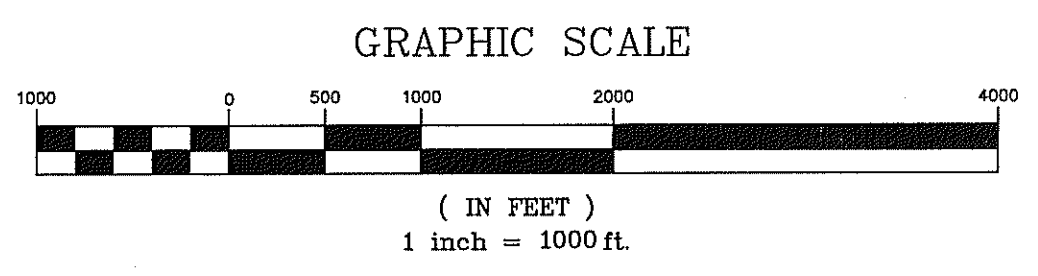 GRAPHIC SCALE
1000 0 500 1000 2000 4000
( IN FEET )
1 inch = 1000 ft.